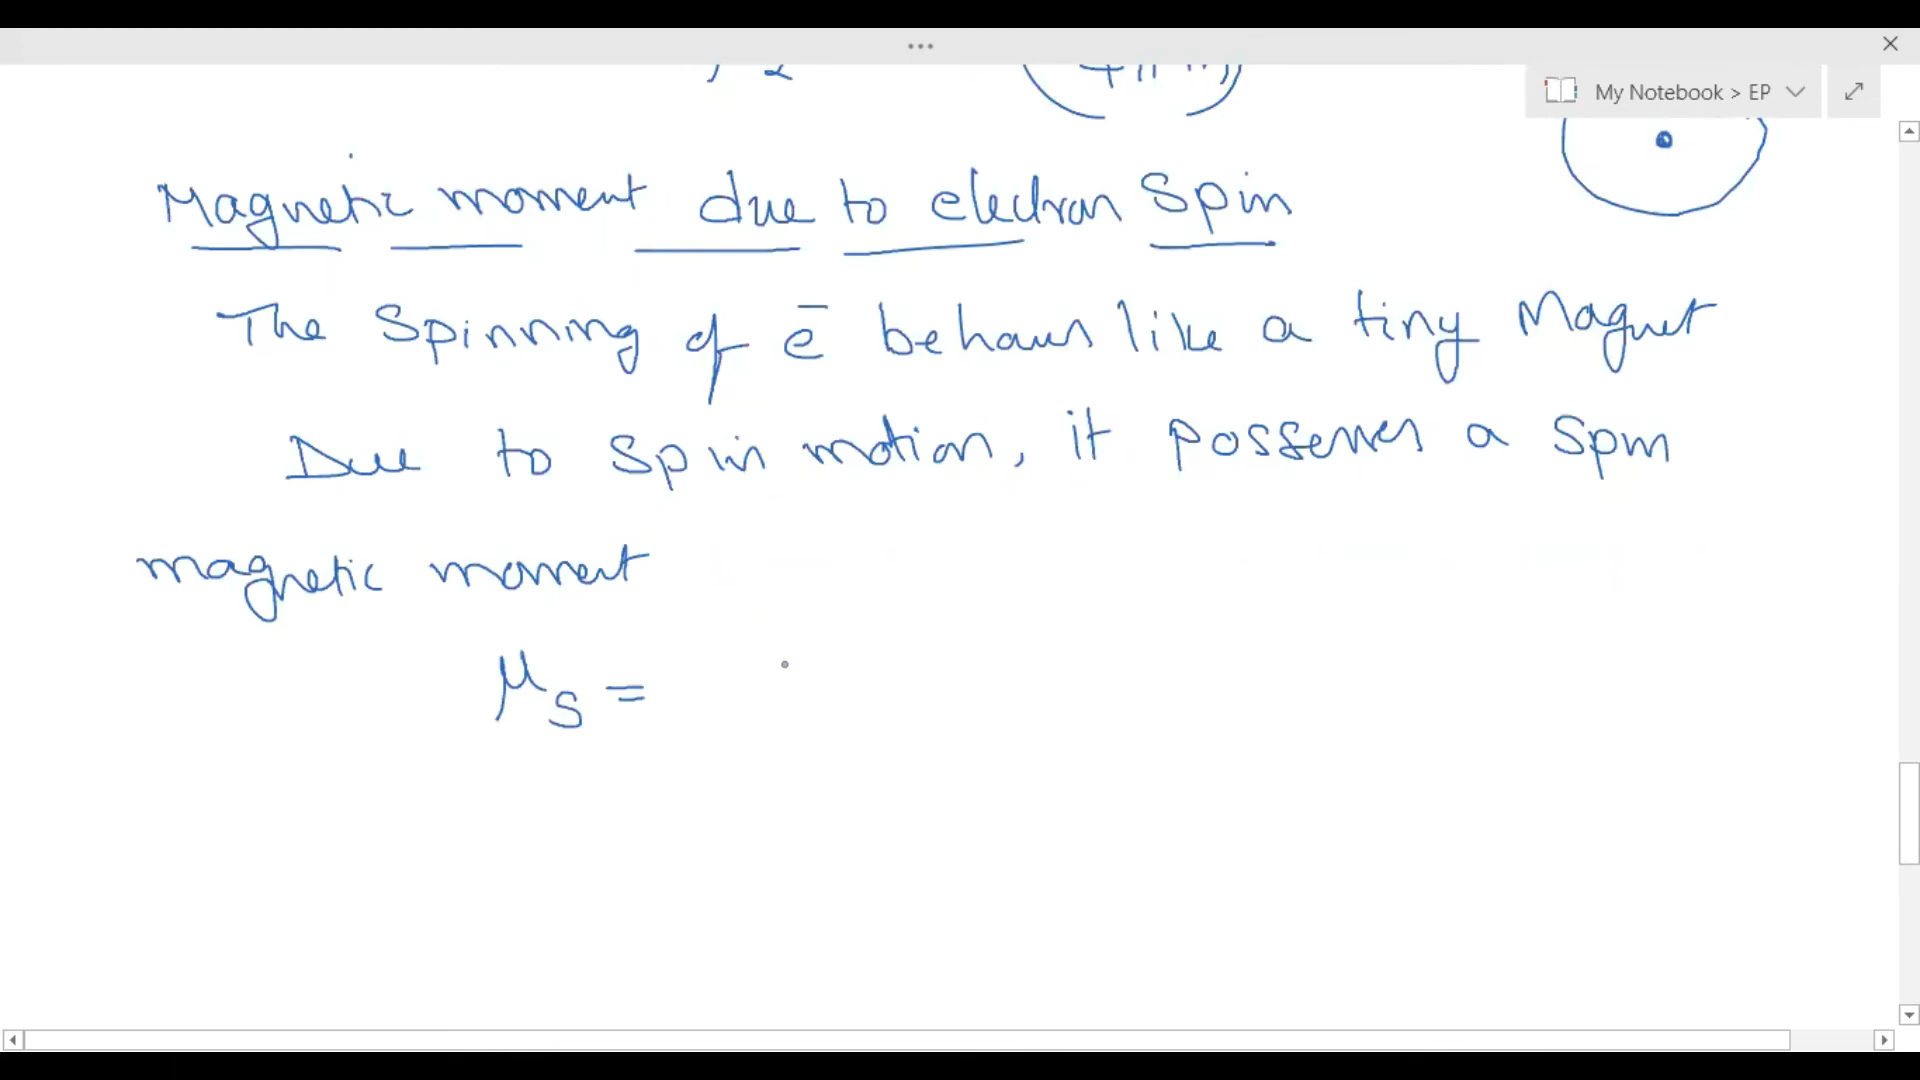 My Notebook > EP
Magnetic moment due to electron Spin
The Spinning of ē behaves like a tiny Magnet
Due to Spin motion, it possesses a Spin
magnetic moment
μs =